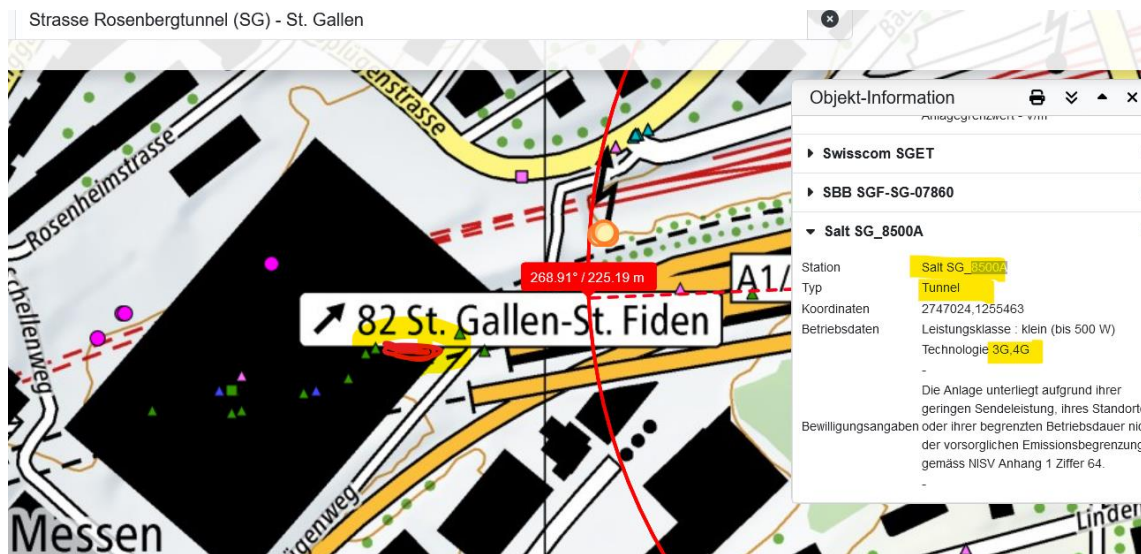 Strasse Rosenbergtunnel (SG) - St. Gallen
Objekt-Information
Anlagegrenzwert - V/m
Swisscom SGET
SBB SGF-SG-07860
Salt SG_8500A
Station Salt SG_8500A
Typ Tunnel
Koordinaten 2747024,1255463
Betriebsdaten Leistungsklasse : klein (bis 500 W)
Technologie 3G,4G
-
Die Anlage unterliegt aufgrund ihrer
geringen Sendeleistung, ihres Standort
Bewilligungsangaben oder ihrer begrenzten Betriebsdauer
der vorsorglichen Emissionsbegrenzung
gemäss NISV Anhang 1 Ziffer 64.
-
Rosenheimstrasse
268.91° / 225.19 m
A1/
82 St. Gallen-St. Fiden
Messen